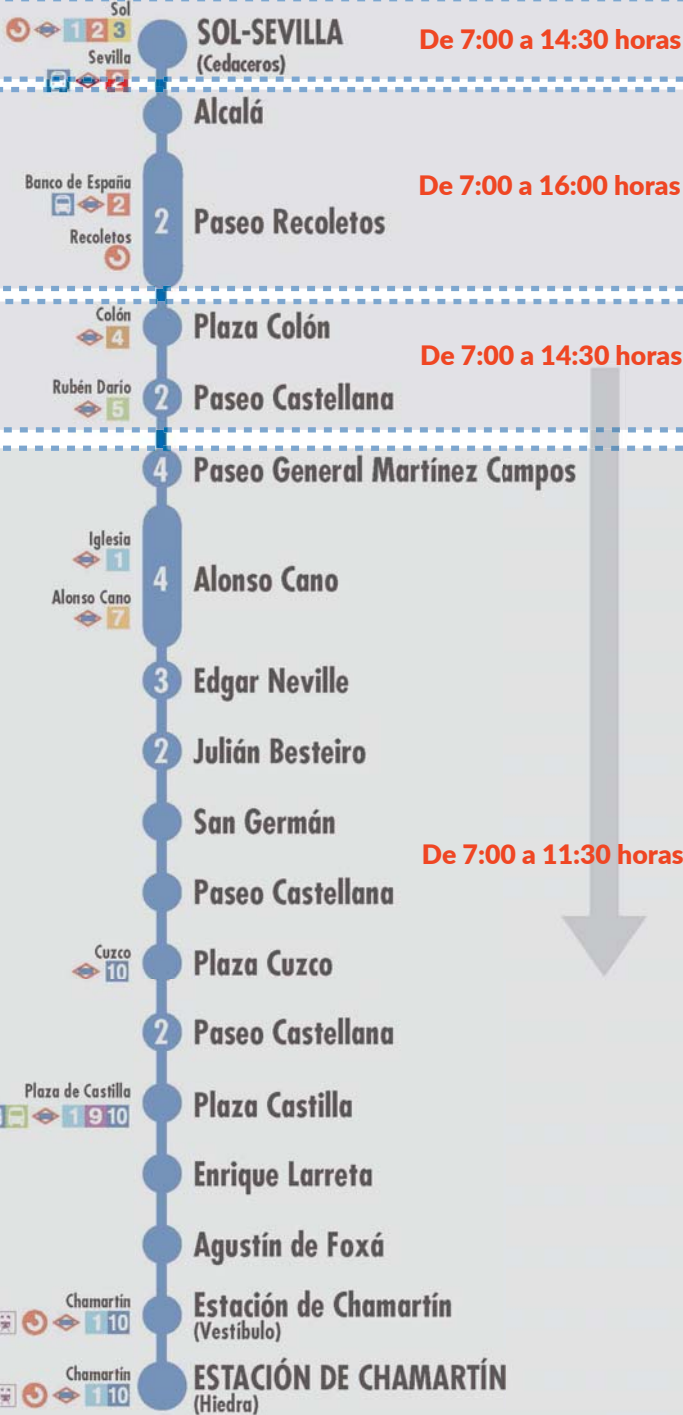 Sol
1 2 3
SOL-SEVILLA
De 7:00 a 14:30 horas
Sevilla
(Cedaceros)
2
Alcalá
Banco de España
De 7:00 a 16:00 horas
2
2
Paseo Recoletos
Recoletos
Colón
Plaza Colón
4
De 7:00 a 14:30 horas
Rubén Darío
2
Paseo Castellana
5
4
Paseo General Martínez Campos
Iglesia
1
4
Alonso Cano
Alonso Cano
7
3
Edgar Neville
2
Julián Besteiro
San Germán
De 7:00 a 11:30 horas
Paseo Castellana
Cuzco
Plaza Cuzco
10
2
Paseo Castellana
Plaza de Castilla
Plaza Castilla
1 9 10
Enrique Larreta
Agustín de Foxá
Chamartín
Estación de Chamartín
1 10
(Vestíbulo)
Chamartín
ESTACIÓN DE CHAMARTÍN
1 10
(Hiedra)